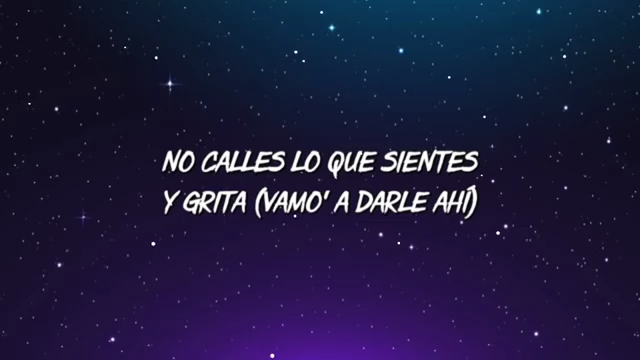 NO CALLES LO QUE SIENTES
Y GRITA (VAMO' A DARLE AHÍ)